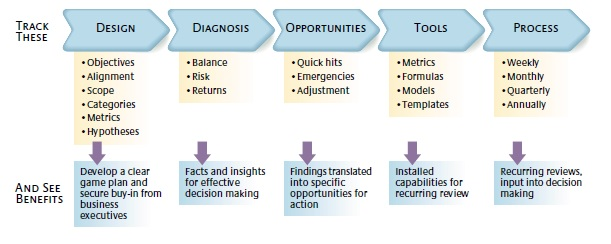 TRACK
THESE
DESIGN
DIAGNOSIS
OPPORTUNITIES
TOOLS
PROCESS
• Objectives
• Alignment
• Scope
• Categories
• Metrics
• Hypotheses
• Balance
• Risk
• Returns
• Quick hits
• Emergencies
• Adjustment
• Metrics
• Formulas
• Models
• Templates
• Weekly
• Monthly
• Quarterly
• Annually
AND SEE
BENEFITS
Develop a clear
game plan and
secure buy-in from
business
executives
Facts and insights
for effective
decision making
Findings translated
into specific
opportunities for
action
Installed
capabilities for
recurring review
Recurring reviews,
input into decision
making